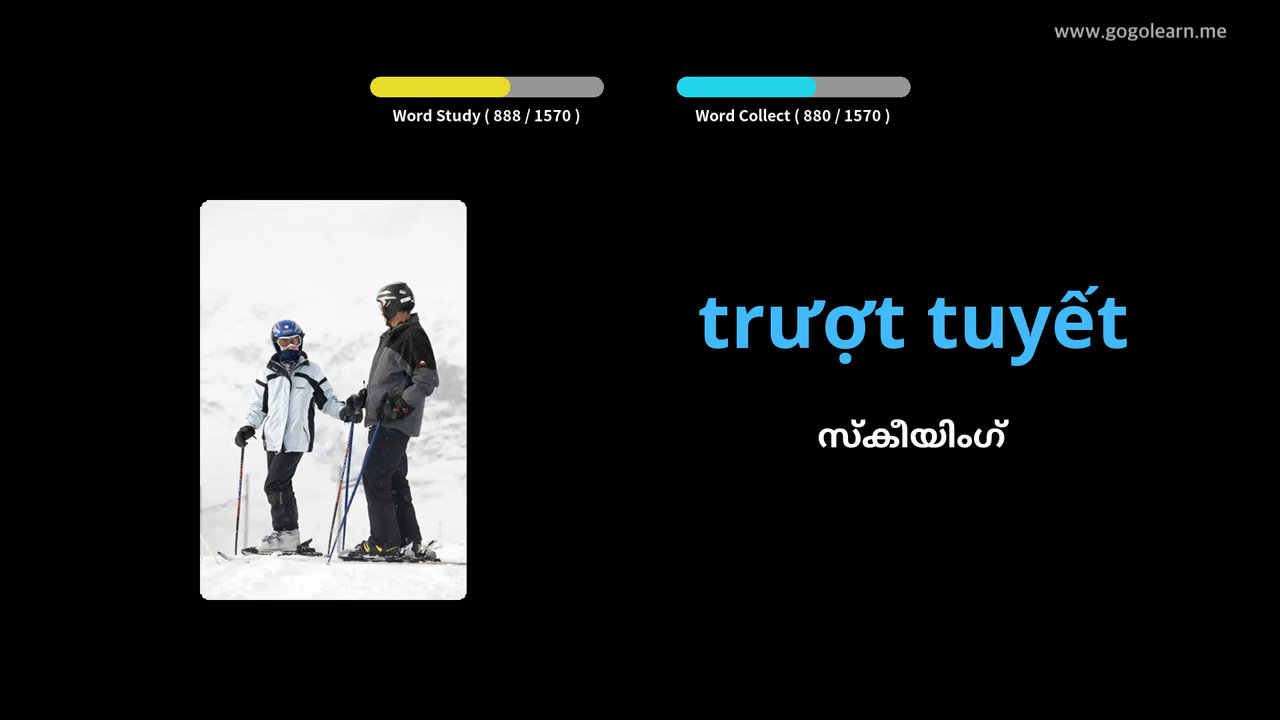 www.gogolearn.me
Word Study ( 888 / 1570 )
Word Collect ( 880 / 1570 )
trượt tuyết
സ്കീയിംഗ്